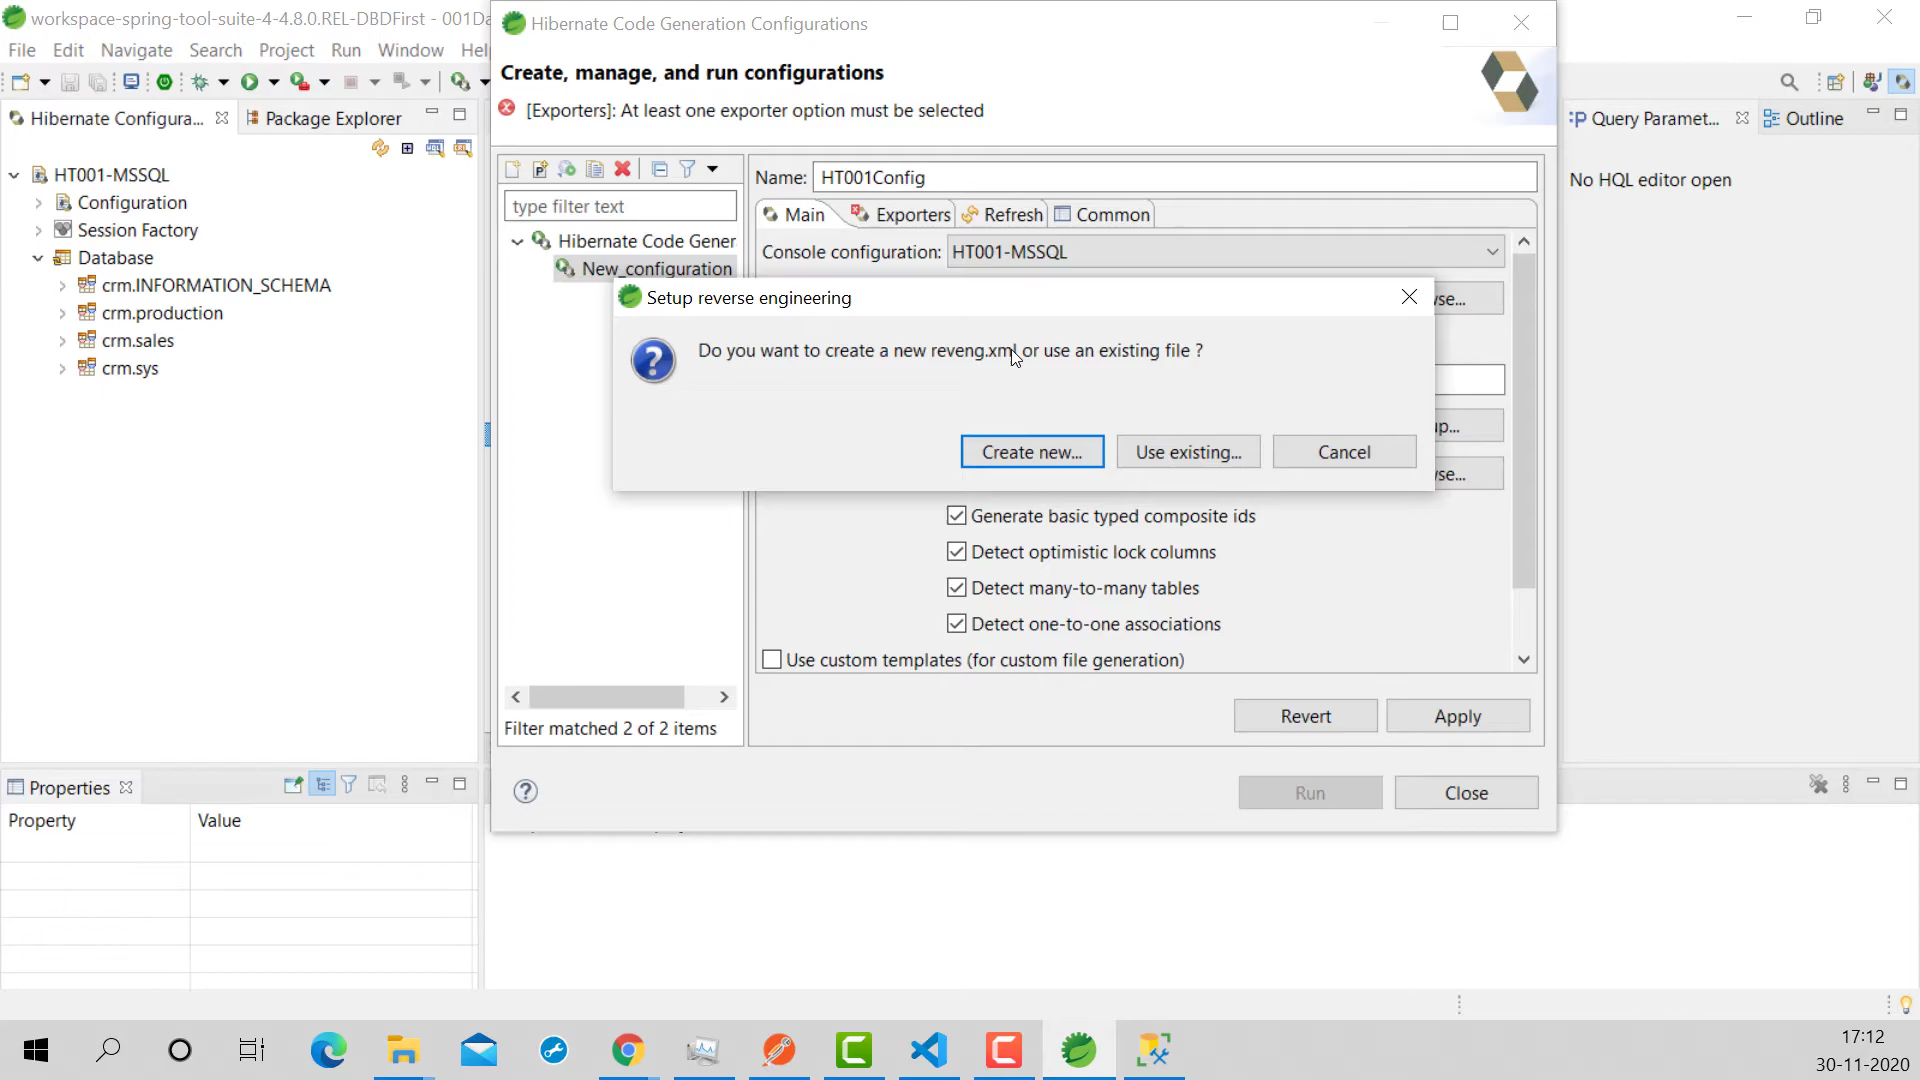 workspace-spring-tool-suite-4-4.8.0.REL-DBDFirst - 001Da
File Edit Navigate Search Project Run Window Hel
Hibernate Configura... Package Explorer
HT001-MSSQL
Configuration
Session Factory
Database
crm.INFORMATION_SCHEMA
crm.production
crm.sales
crm.sys
Properties
Property Value
Hibernate Code Generation Configurations
Create, manage, and run configurations
[Exporters]: At least one exporter option must be selected
type filter text
Hibernate Code Gener
New_configuration
Filter matched 2 of 2 items
Name: HT001Config
Main Exporters Refresh Common
Console configuration: HT001-MSSQL
wse...
Setup reverse engineering
Do you want to create a new reveng.xml or use an existing file ?
Create new... Use existing... Cancel
up...
wse...
Generate basic typed composite ids
Detect optimistic lock columns
Detect many-to-many tables
Detect one-to-one associations
Use custom templates (for custom file generation)
Revert Apply
Run Close
Query Paramet... Outline
No HQL editor open
17:12
30-11-2020